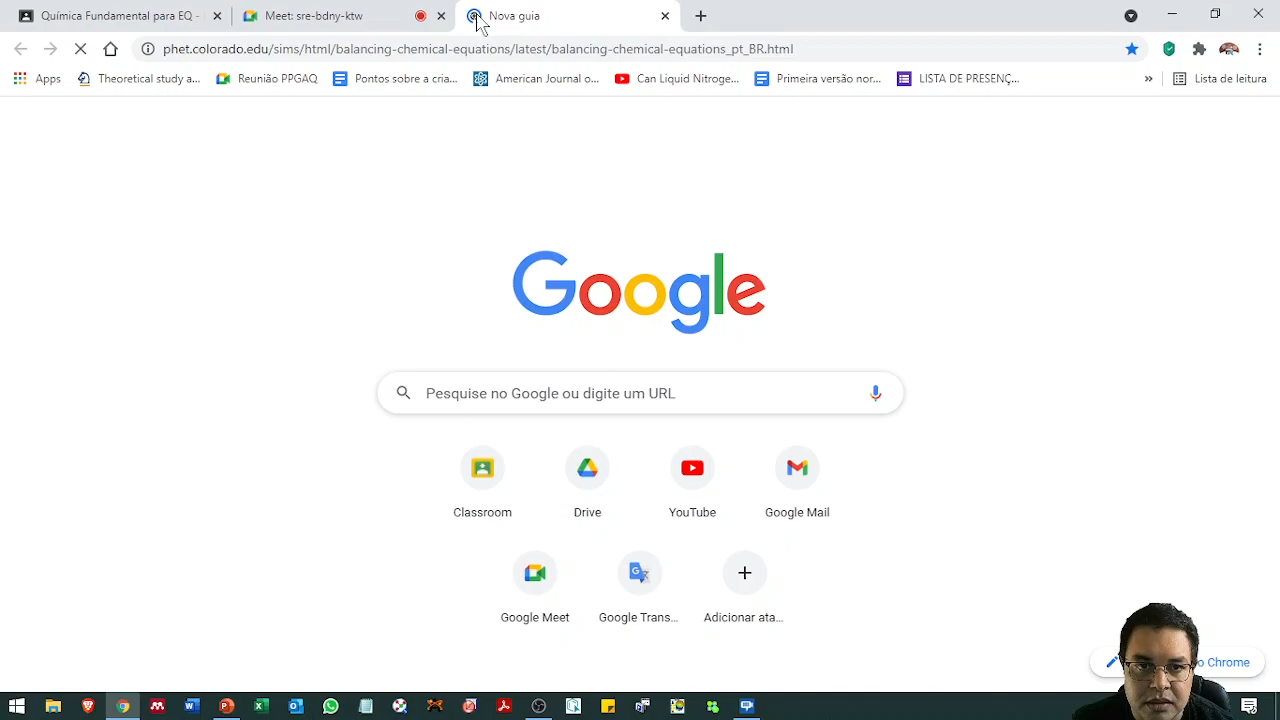 Química Fundamental para EQ -
Meet: sre-bdny-ktw
Nova guia
phet.colorado.edu/sims/html/balancing-chemical-equations/latest/balancing-chemical-equations_pt_BR.html
Apps
Theoretical study a...
Reunião PPGAQ
Pontos sobre a cria...
American Journal o...
Can Liquid Nitroge...
Primeira versão nor...
LISTA DE PRESENÇ...
»
Lista de leitura
Google
Pesquise no Google ou digite um URL
Classroom
Drive
YouTube
Google Mail
Google Meet
Google Trans...
Adicionar ata...
o Chrome